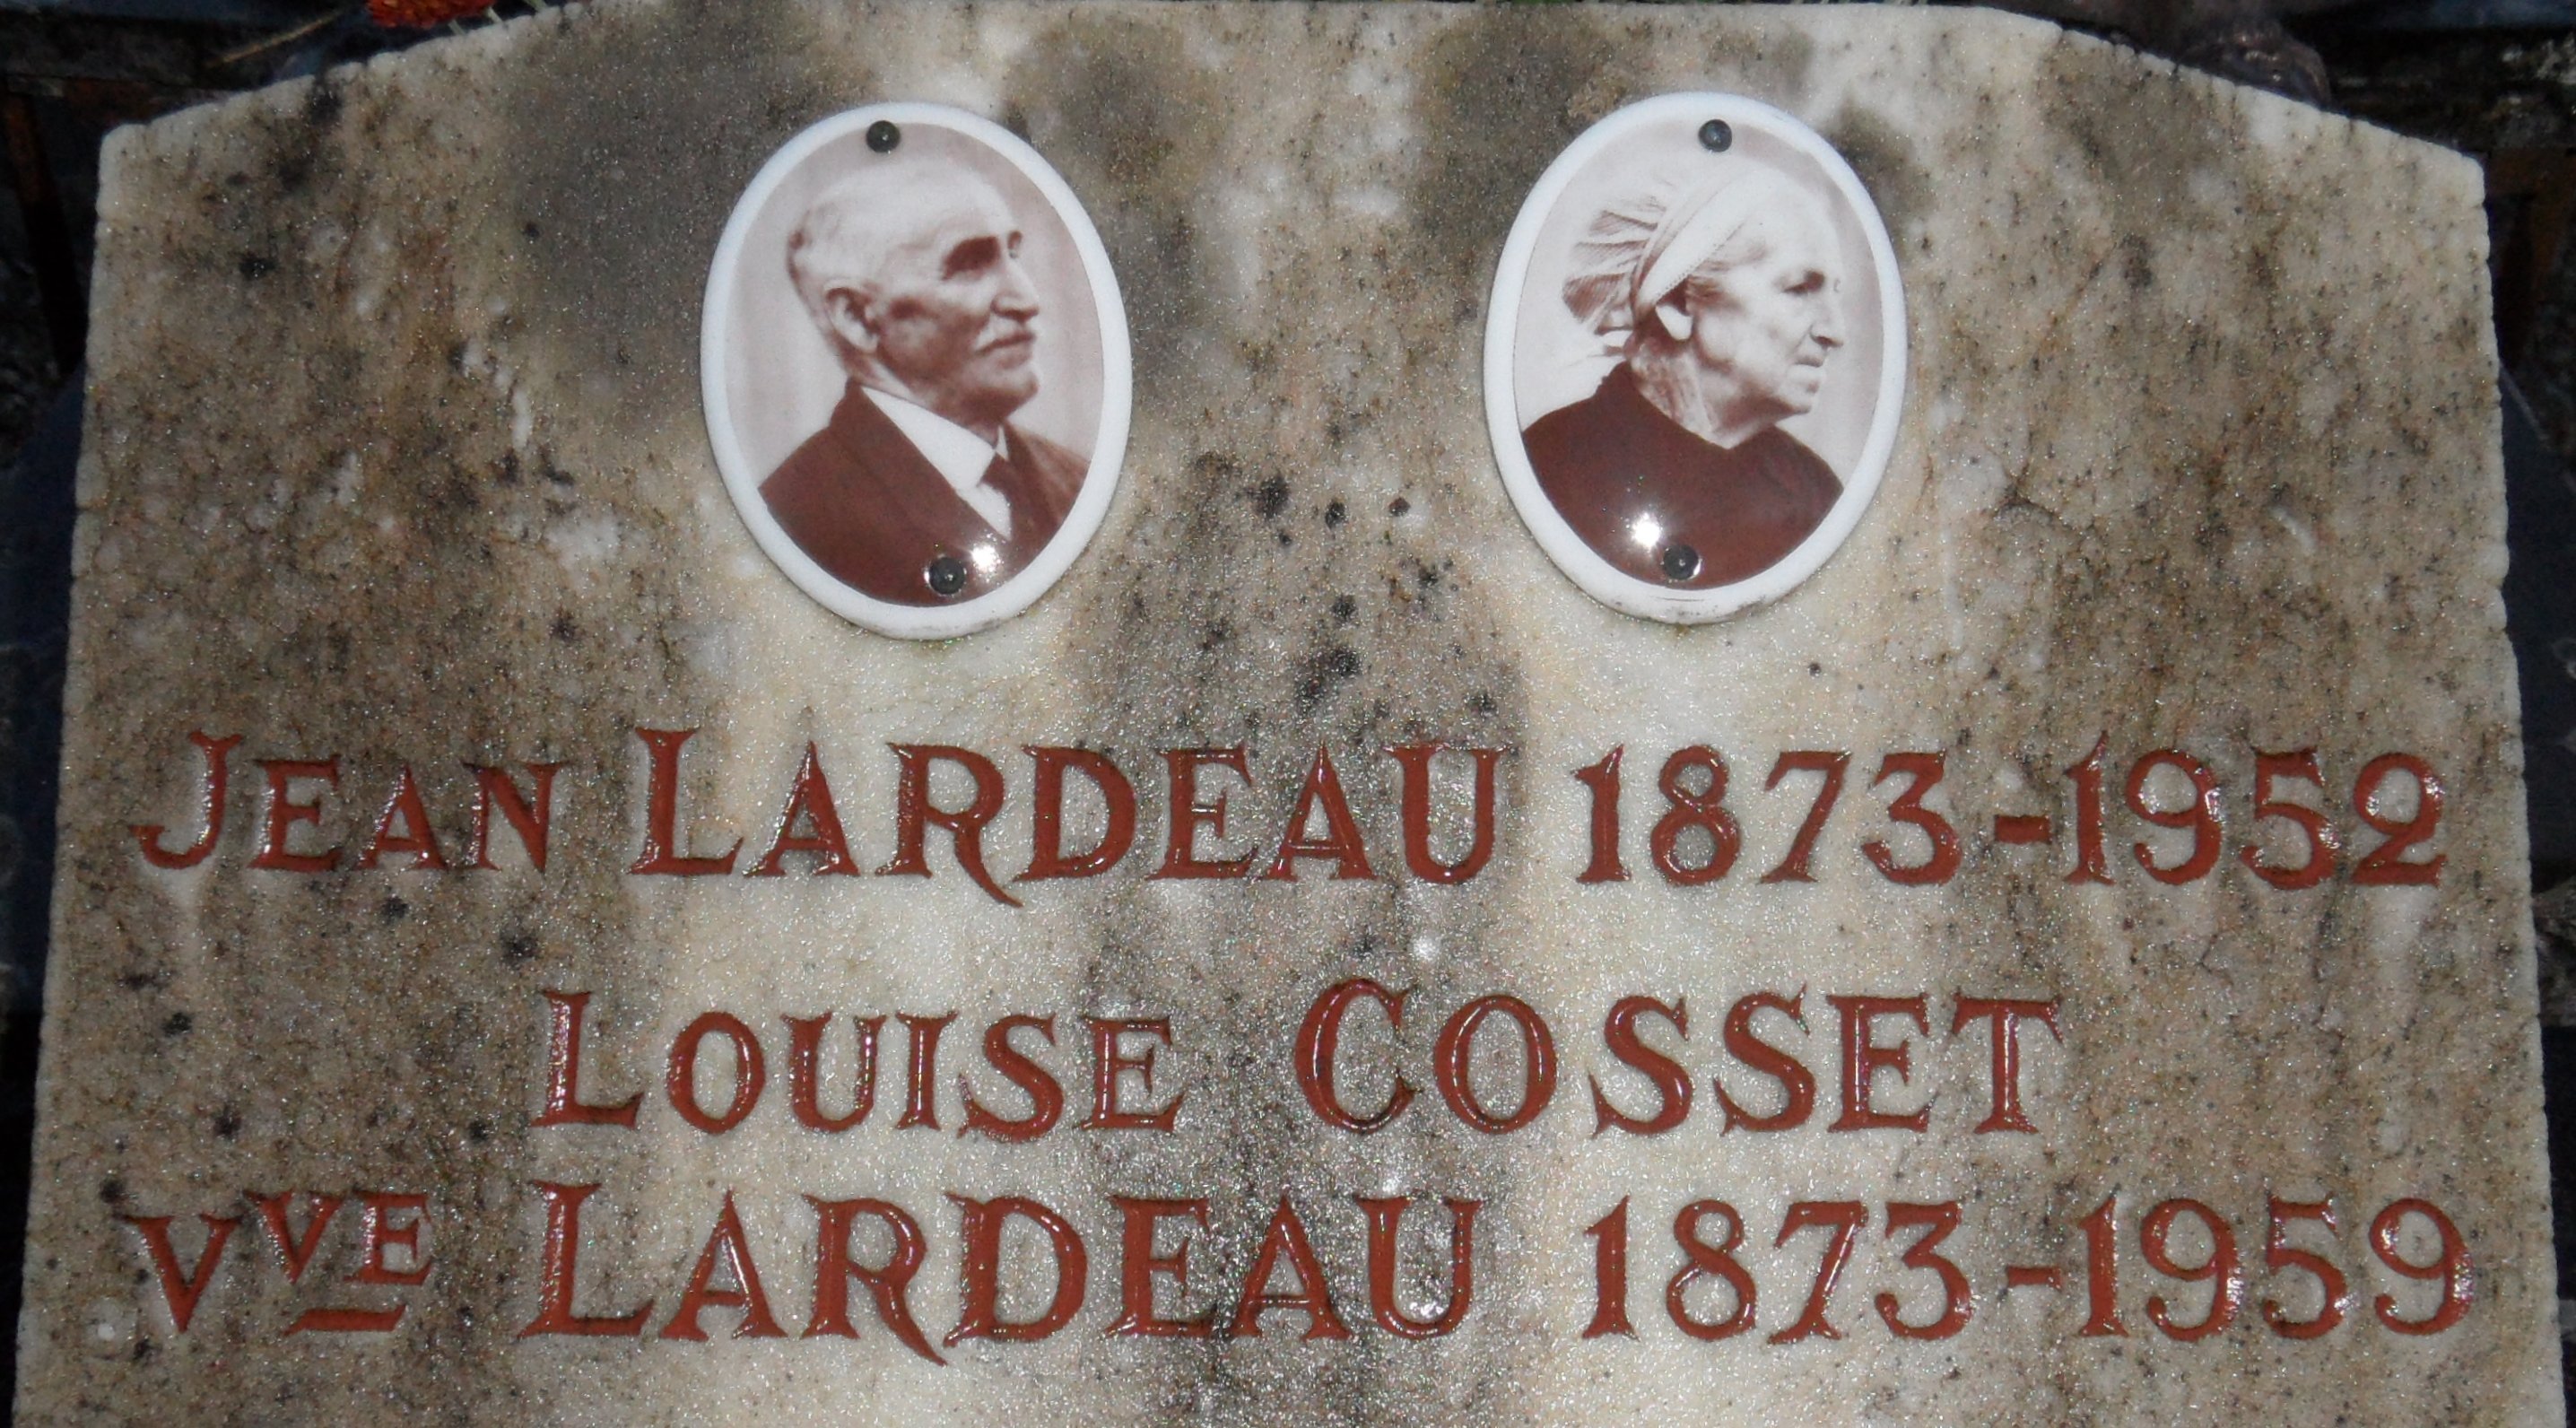 JEAN LARDEAU 1873-1952
LOUISE COSSET
VVE LARDEAU 1873-1959